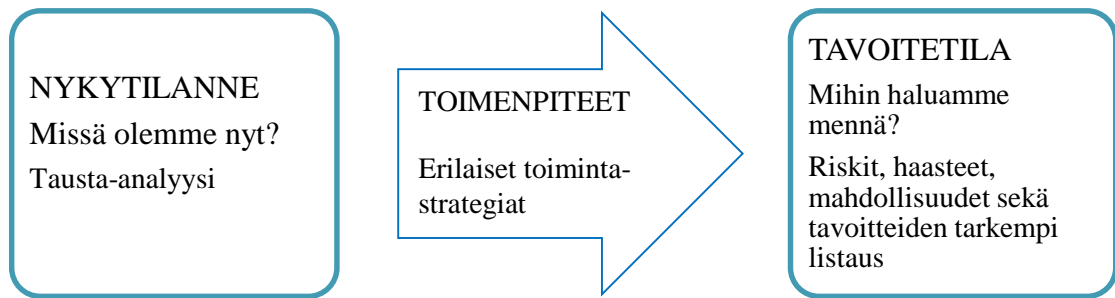 NYKYTILANNE
Missä olemme nyt?
Tausta-analyysi
TOIMENPITEET
Erilaiset toiminta-
strategiat
TAVOITETILA
Mihin haluamme
mennä?
Riskit, haasteet,
mahdollisuudet sekä
tavoitteiden tarkempi
listaus